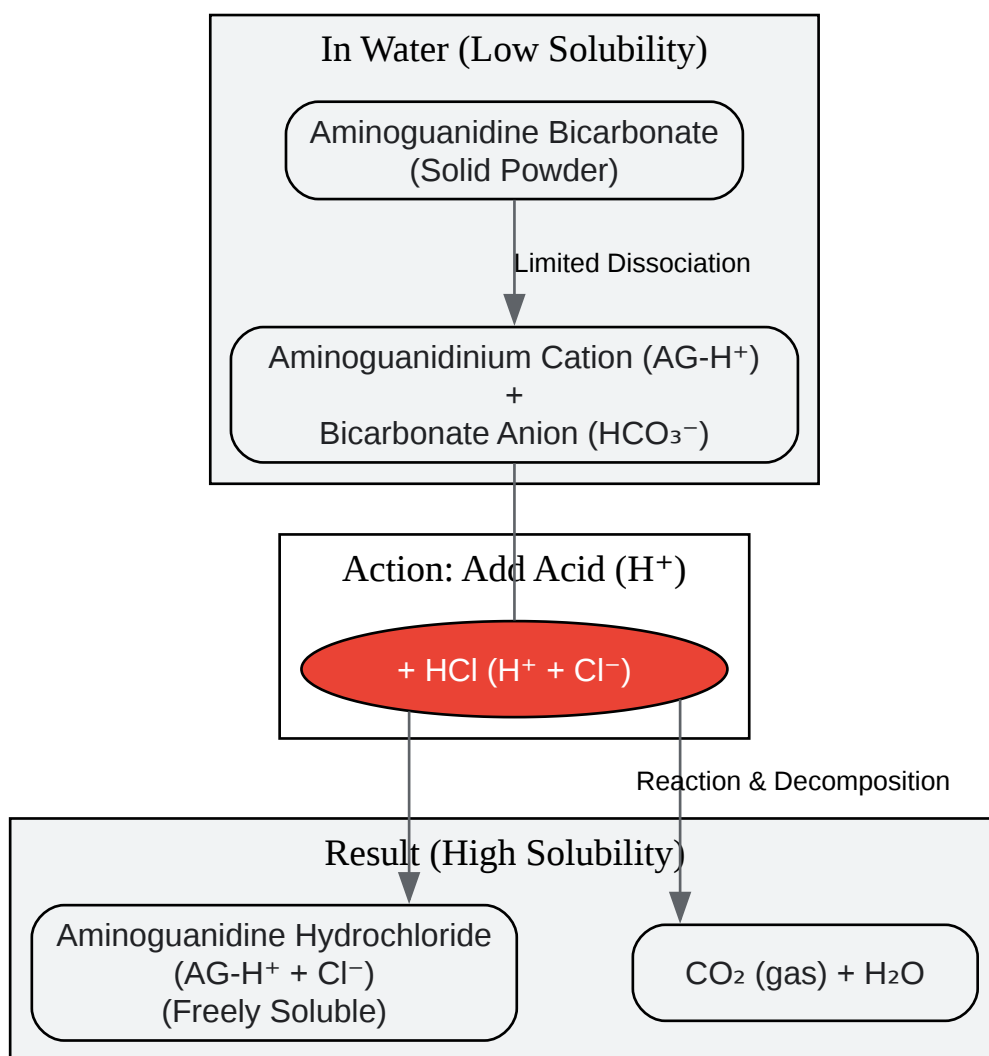 In Water (Low Solubility)
Aminoguanidine Bicarbonate
(Solid Powder)
Limited Dissociation
Aminoguanidinium Cation (AG-H⁺)
+
Bicarbonate Anion (HCO₃⁻)
Action: Add Acid (H⁺)
+ HCl (H⁺ + Cl⁻)
Reaction & Decomposition
Result (High Solubility)
Aminoguanidine Hydrochloride
(AG-H⁺ + Cl⁻)
(Freely Soluble)
CO₂ (gas) + H₂O